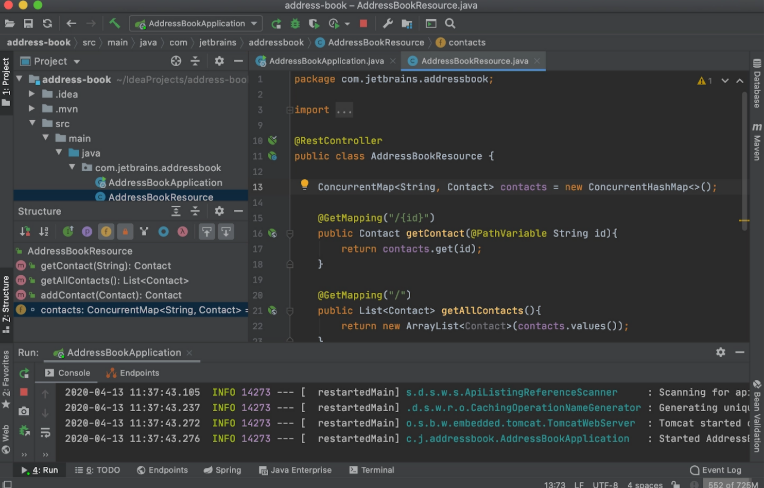 address-book – AddressBookResource.java
AddressBookApplication
address-book src main java com jetbrains addressbook AddressBookResource contacts
1: Project
Project
address-book ~/IdeaProjects/address-boo
.idea
.mvn
src
main
java
com.jetbrains.addressbook
AddressBookApplication
AddressBookResource
Structure
AddressBookResource
getContact(String): Contact
getAllContacts(): List<Contact>
addContact(Contact): Contact
contacts: ConcurrentMap<String, Contact> =
Z: Structure
2: Favorites
Web
AddressBookApplication.java AddressBookResource.java
1 package com.jetbrains.addressbook;
2
3 import ...
10 @RestController
11 public class AddressBookResource {
12
13 ConcurrentMap<String, Contact> contacts = new ConcurrentHashMap<>();
14
15 @GetMapping("/{id}")
16 public Contact getContact(@PathVariable String id){
17 return contacts.get(id);
18 }
19
20 @GetMapping("/")
21 public List<Contact> getAllContacts(){
22 return new ArrayList<Contact>(contacts.values());
23 }
1
Database
Maven
Bean Validation
Run: AddressBookApplication
Console Endpoints
2020-04-13 11:37:43.105 INFO 14273 --- [ restartedMain] s.d.s.w.s.ApiListingReferenceScanner : Scanning for api
2020-04-13 11:37:43.237 INFO 14273 --- [ restartedMain] .d.s.w.r.o.CachingOperationNameGenerator : Generating uniqu
2020-04-13 11:37:43.272 INFO 14273 --- [ restartedMain] o.s.b.w.embedded.tomcat.TomcatWebServer : Tomcat started o
2020-04-13 11:37:43.276 INFO 14273 --- [ restartedMain] c.j.addressbook.AddressBookApplication : Started AddressB
4: Run 6: TODO Endpoints Spring Java Enterprise Terminal Event Log
13:73 LF UTF-8 4 spaces 552 of 725M